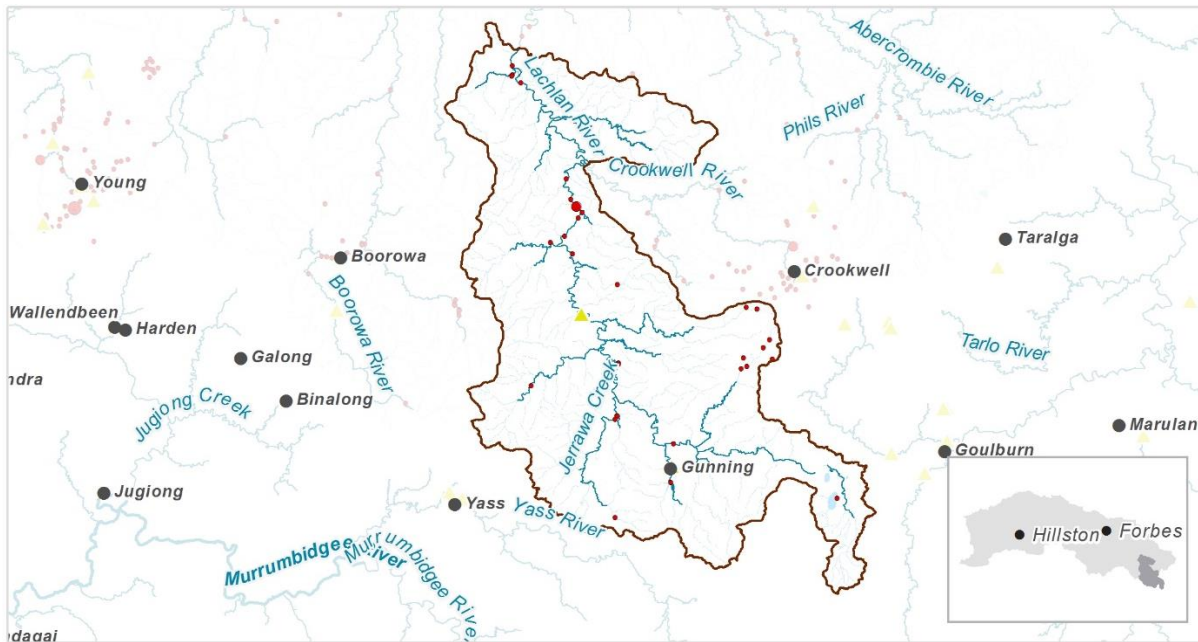 Abercrombie River
Lachlan River
Phils River
Crookwell River
Young
Taralga
Boorowa
Crookwell
Boorowa River
Wallendbeen
Harden
Tarlo River
Galong
ndra
Jerrawa Creek
Binalong
Jugiong Creek
Marulan
Goulburn
Gunning
Jugiong
Yass
Yass River
Murrumbidgee River
Murrumbidgee River
Hillston
Forbes
ndagai